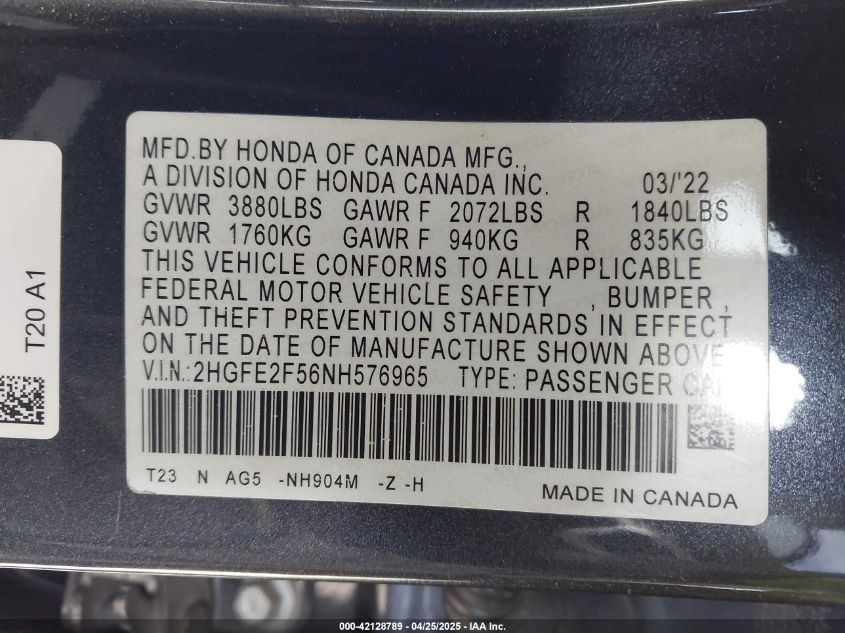 MFD.BY HONDA OF CANADA MFG.,
A DIVISION OF HONDA CANADA INC. 03/'22
GVWR 3880LBS GAWR F 2072LBS R 1840LBS
GVWR 1760KG GAWR F 940KG R 835KG
THIS VEHICLE CONFORMS TO ALL APPLICABLE
FEDERAL MOTOR VEHICLE SAFETY , BUMPER ,
AND THEFT PREVENTION STANDARDS IN EFFECT
ON THE DATE OF MANUFACTURE SHOWN ABOVE
V.I.N.: 2HGFE2F56NH576965 TYPE: PASSENGER CAR
T23 N AG5 -NH904M -Z -H
MADE IN CANADA
T20 A1
000-42128789 - 04/25/2025 - IAA Inc.